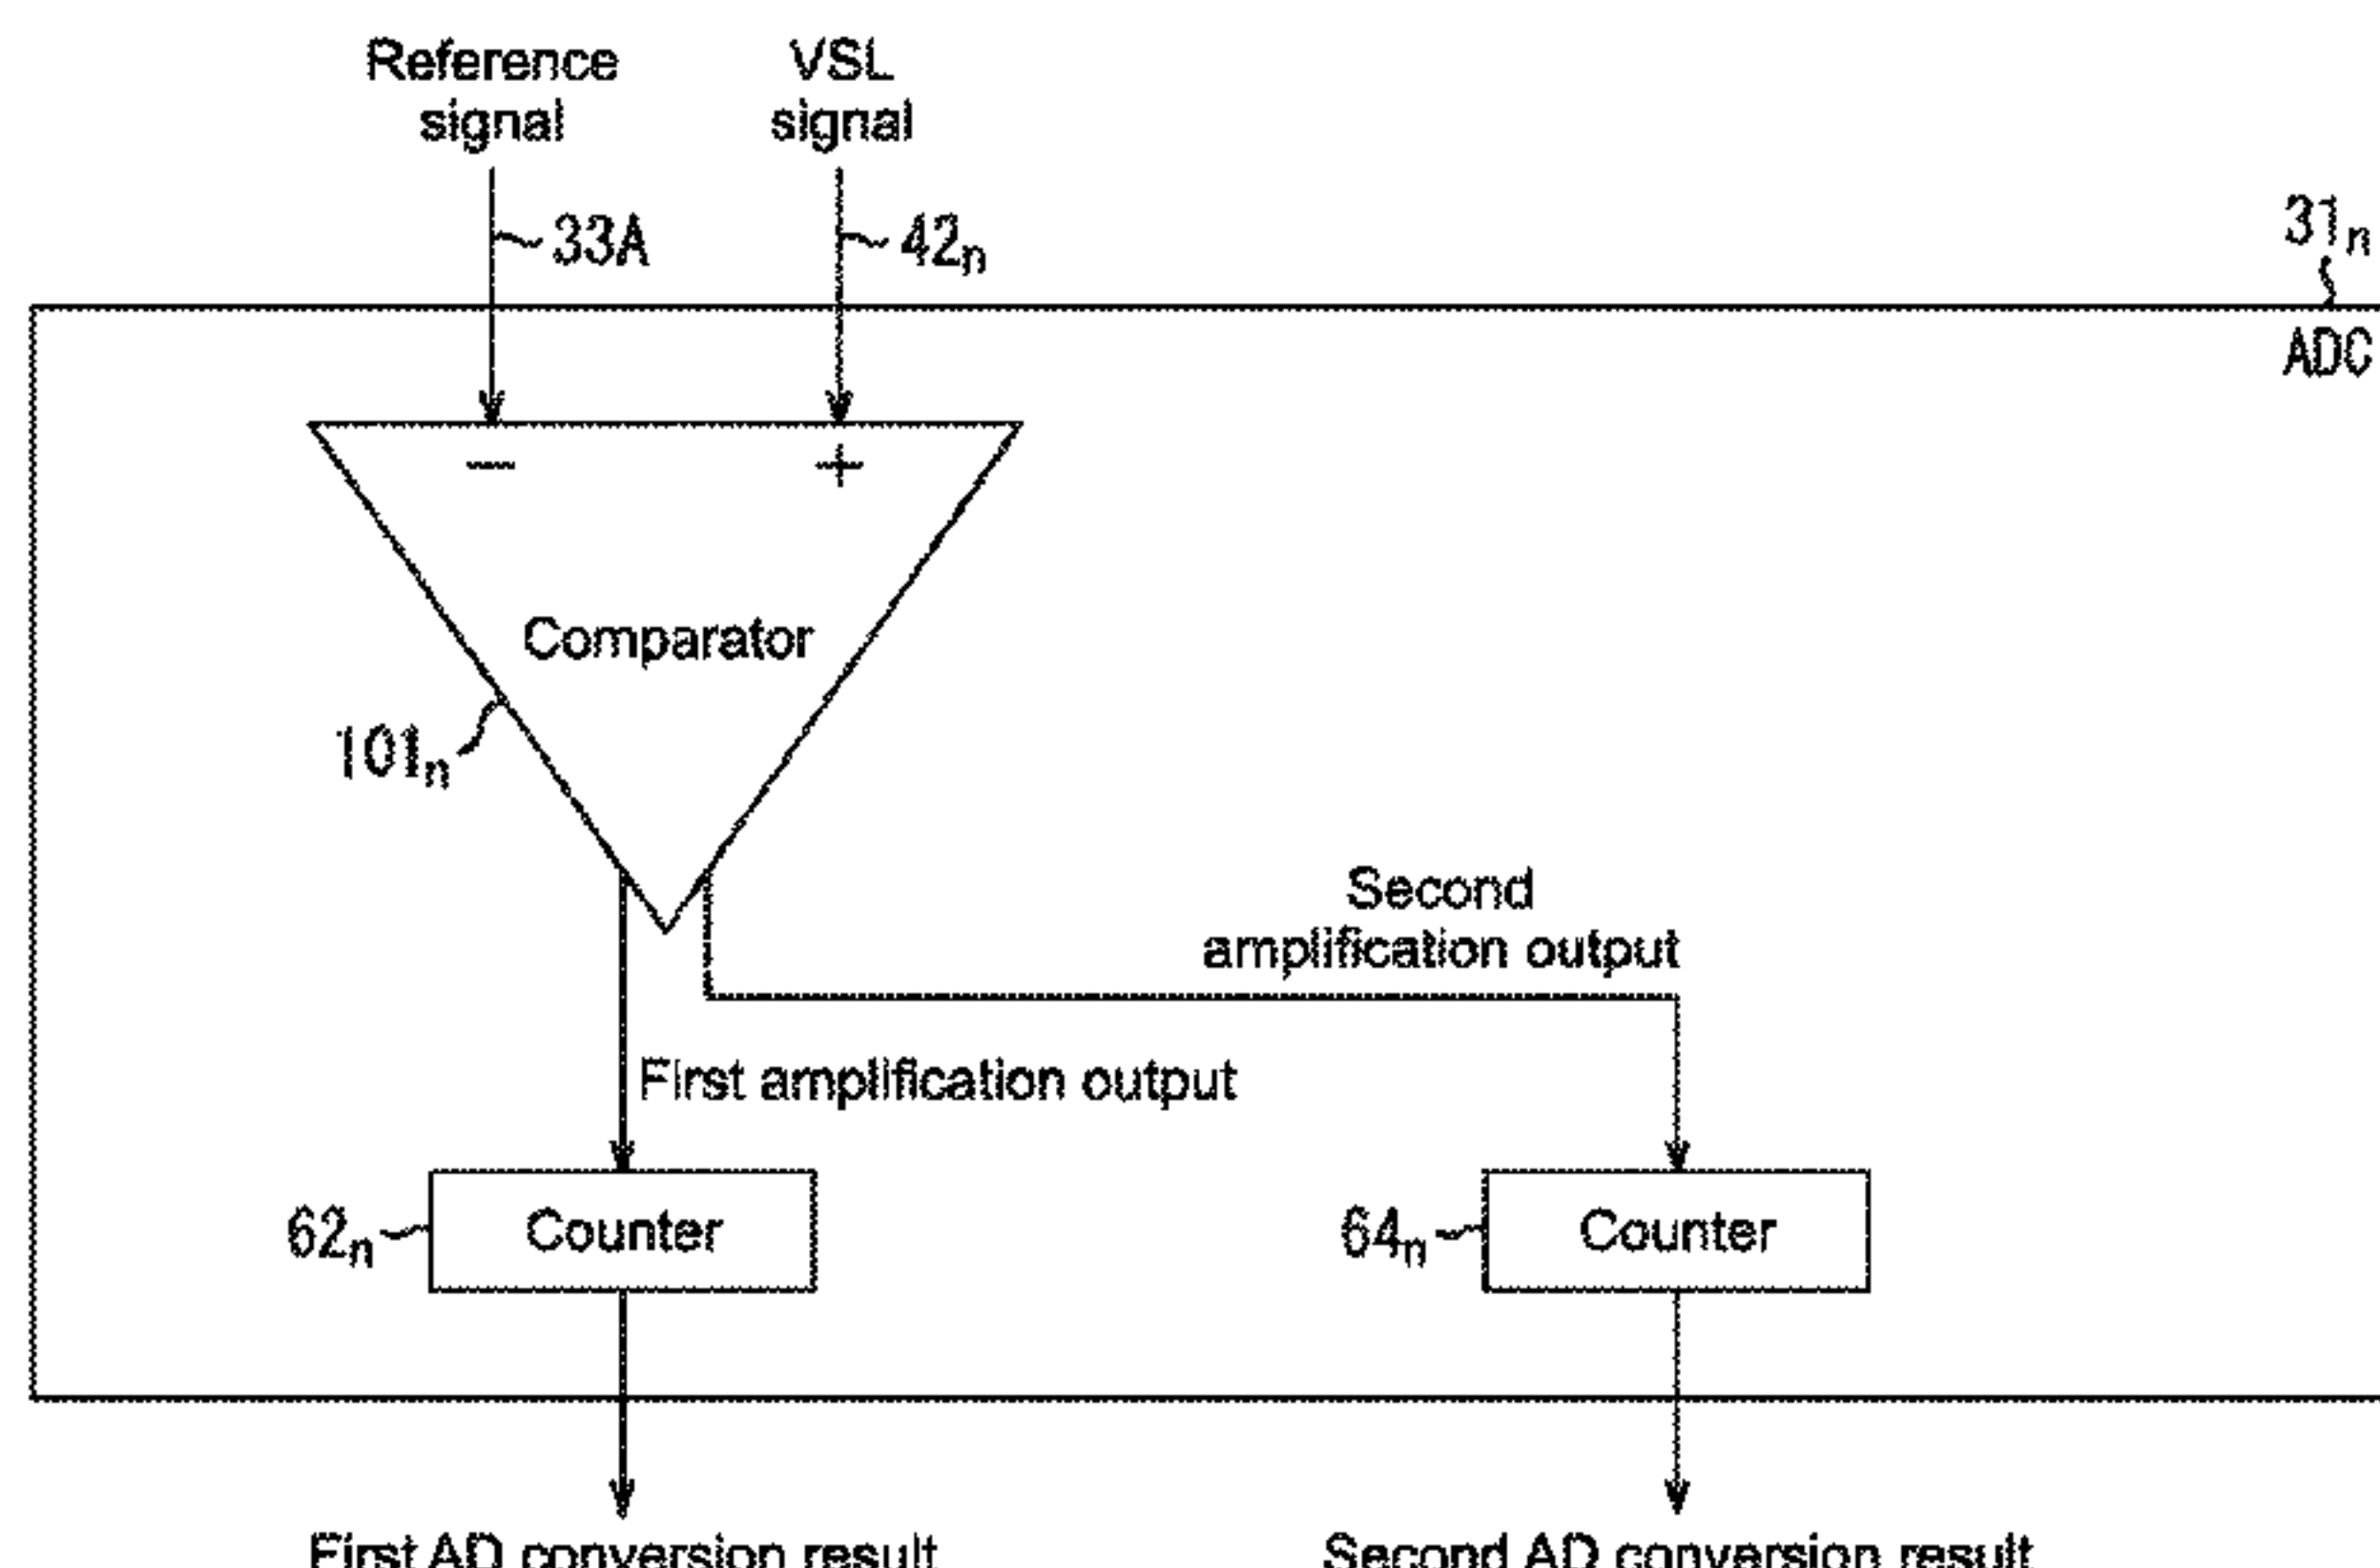 Reference
signal
VSL
signal
33A
42n
31n
ADC
−
+
Comparator
101n
Second
amplification output
First amplification output
62n
Counter
64n
Counter
First AD conversion result
Second AD conversion result